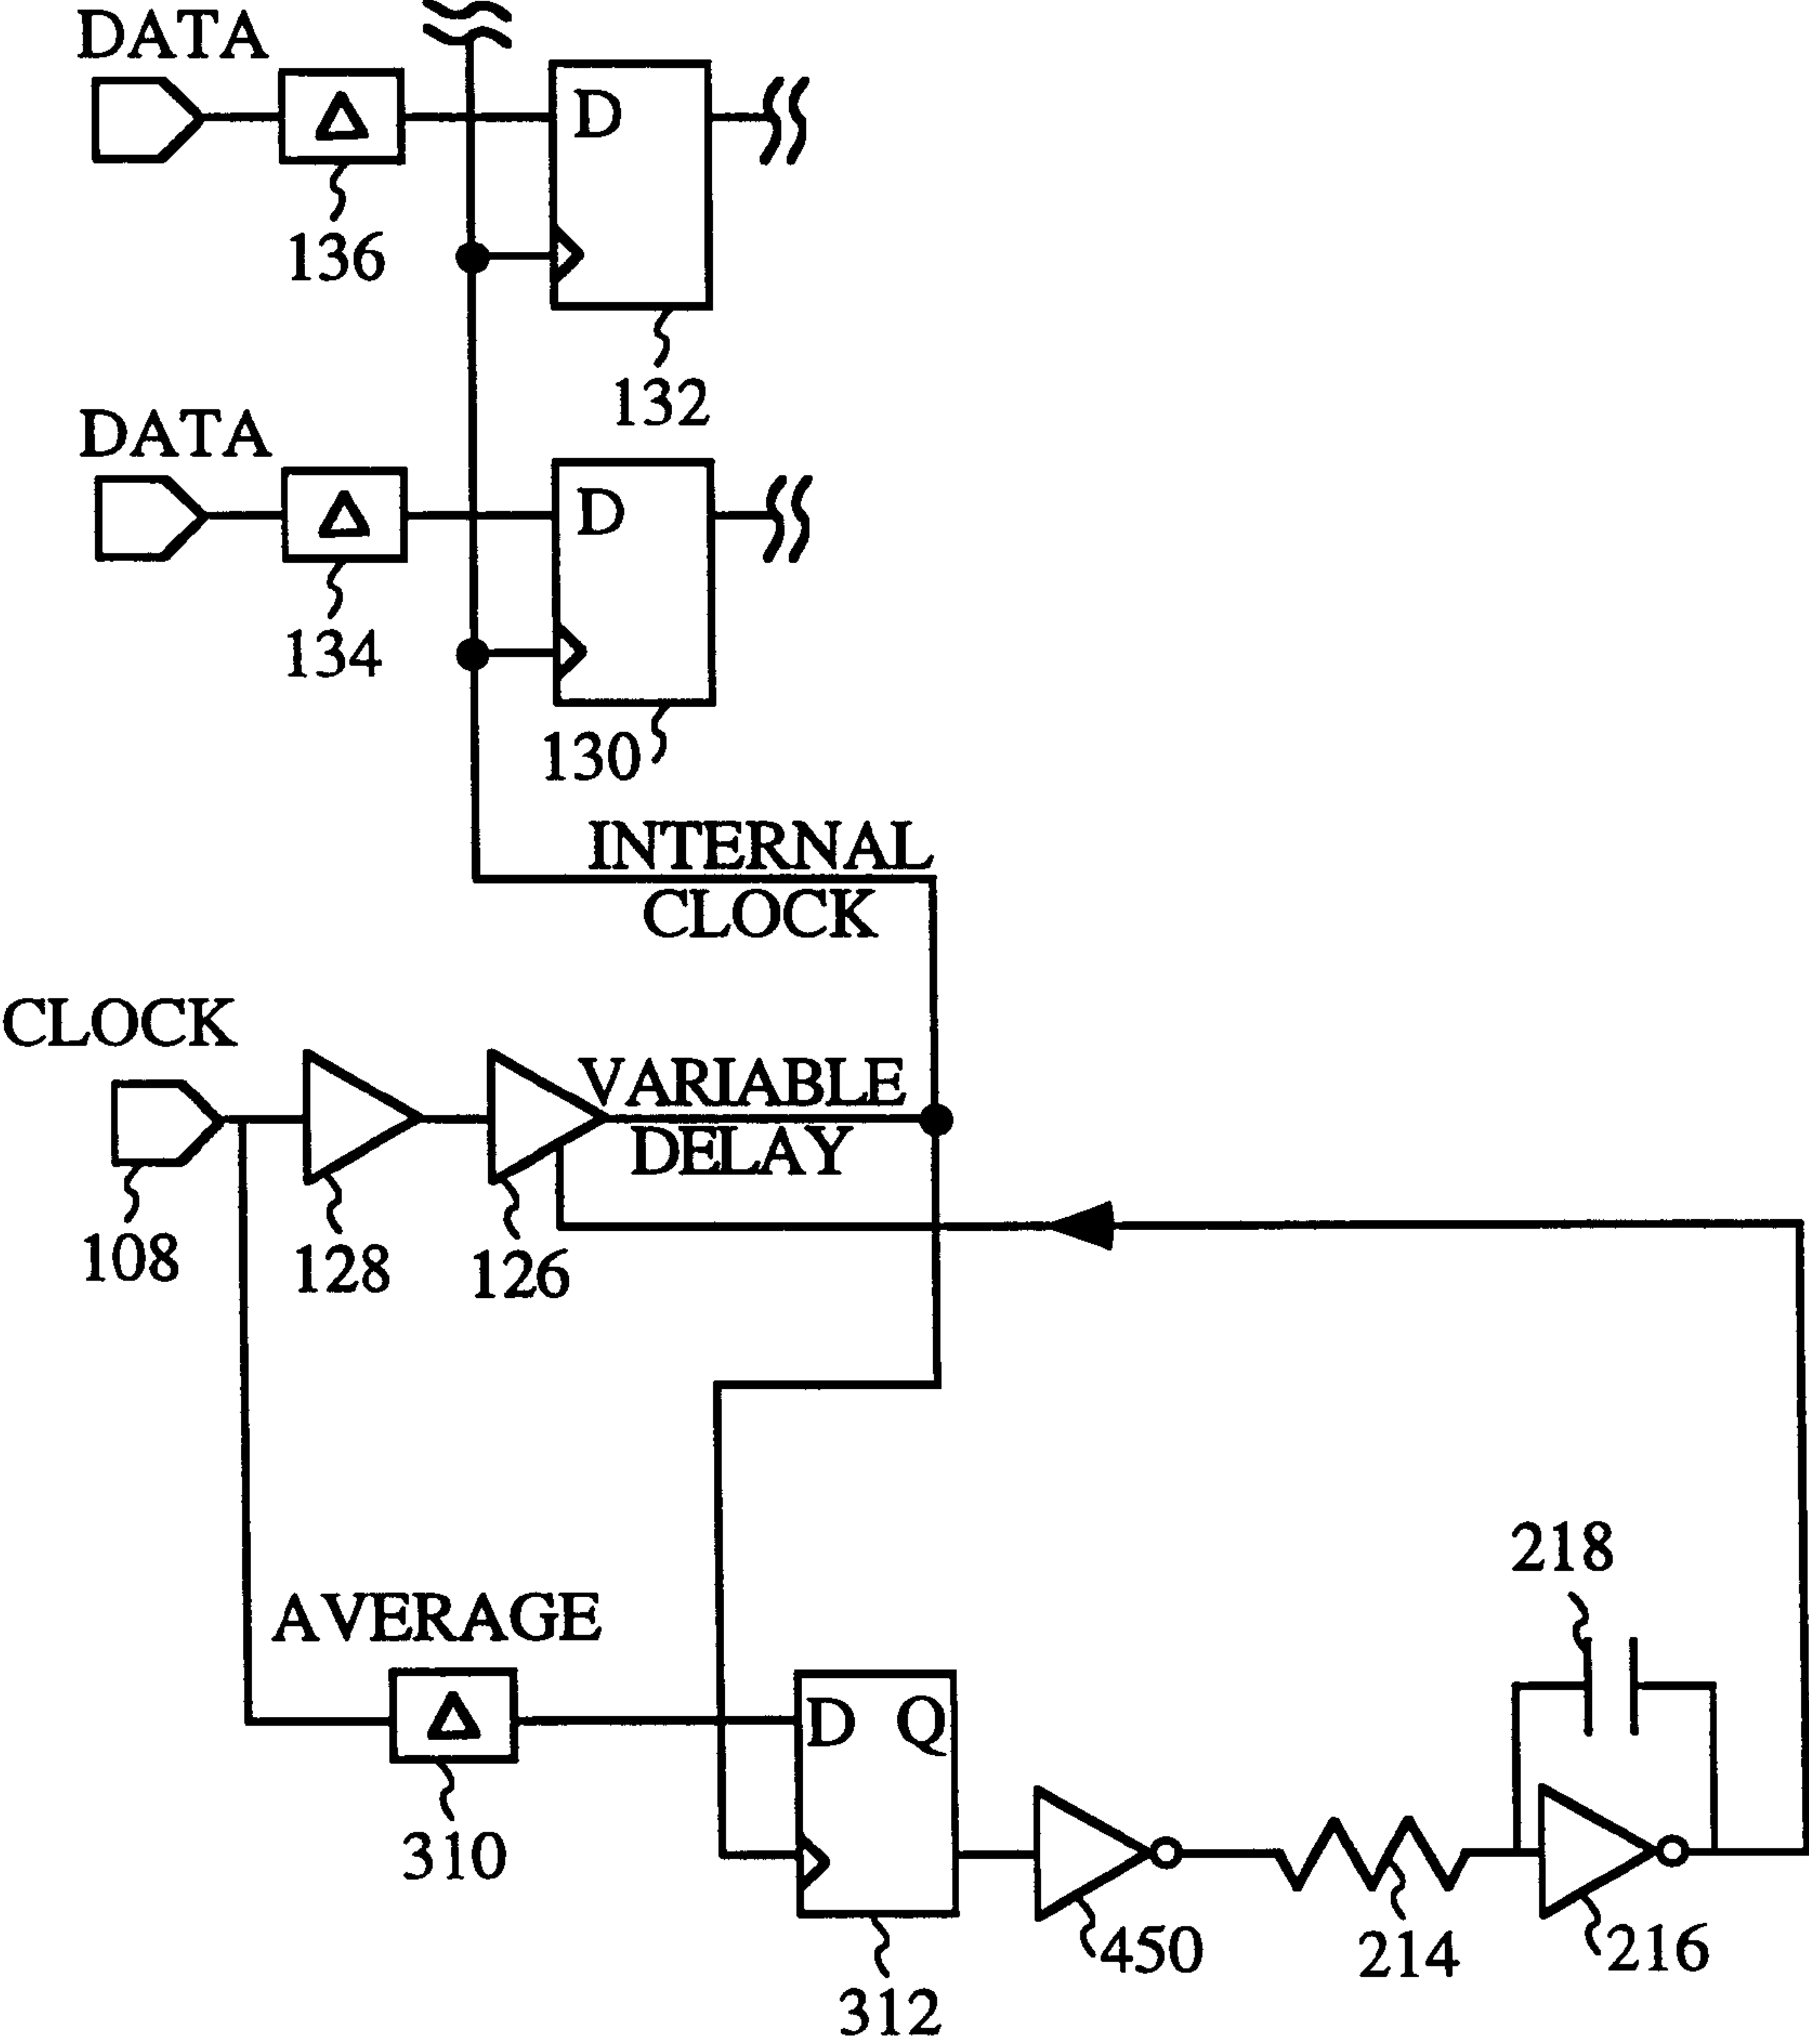 DATA
Δ
D
136
132
DATA
Δ
D
134
130
INTERNAL
CLOCK
CLOCK
VARIABLE
DELAY
108
128
126
218
AVERAGE
Δ
D Q
310
450
214
216
312